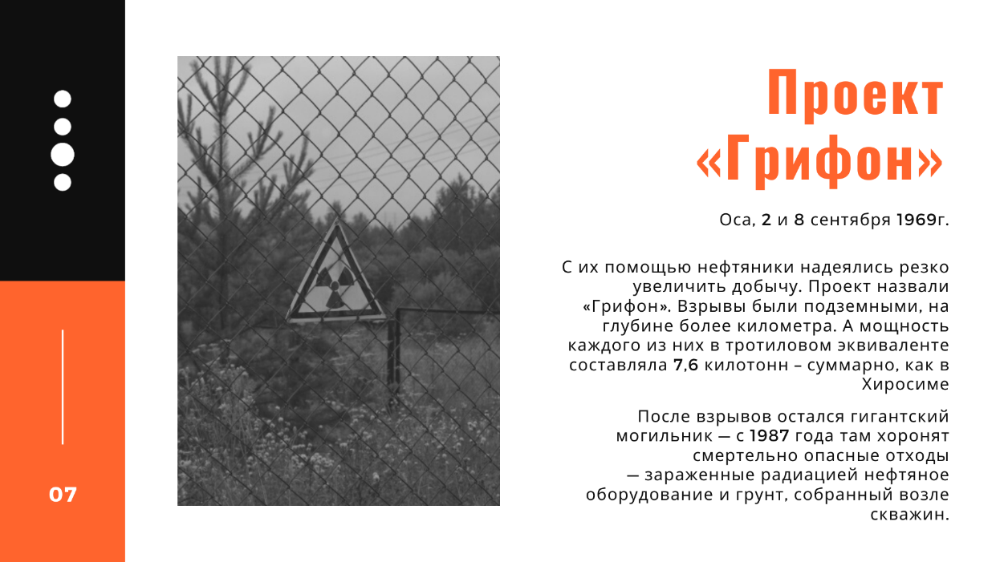 Проект
«Грифон»
Оса, 2 и 8 сентября 1969г.
С их помощью нефтяники надеялись резко
увеличить добычу. Проект назвали
«Грифон». Взрывы были подземными, на
глубине более километра. А мощность
каждого из них в тротиловом эквиваленте
составляла 7,6 килотонн – суммарно, как в
Хиросиме
После взрывов остался гигантский
могильник — с 1987 года там хоронят
смертельно опасные отходы
— зараженные радиацией нефтяное
оборудование и грунт, собранный возле
скважин.
07